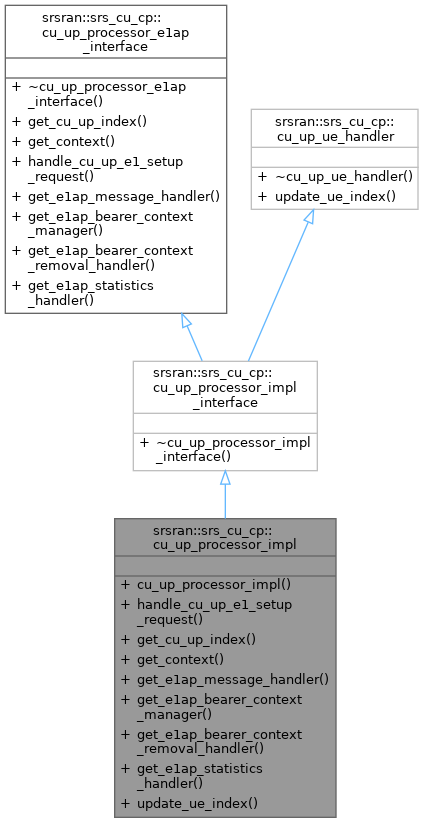 srsran::srs_cu_cp::
cu_up_processor_e1ap
_interface
+ ~cu_up_processor_e1ap
_interface()
+ get_cu_up_index()
+ get_context()
+ handle_cu_up_e1_setup
_request()
+ get_e1ap_message_handler()
+ get_e1ap_bearer_context
_manager()
+ get_e1ap_bearer_context
_removal_handler()
+ get_e1ap_statistics
_handler()
srsran::srs_cu_cp::
cu_up_ue_handler
+ ~cu_up_ue_handler()
+ update_ue_index()
srsran::srs_cu_cp::
cu_up_processor_impl
_interface
+ ~cu_up_processor_impl
_interface()
srsran::srs_cu_cp::
cu_up_processor_impl
+ cu_up_processor_impl()
+ handle_cu_up_e1_setup
_request()
+ get_cu_up_index()
+ get_context()
+ get_e1ap_message_handler()
+ get_e1ap_bearer_context
_manager()
+ get_e1ap_bearer_context
_removal_handler()
+ get_e1ap_statistics
_handler()
+ update_ue_index()